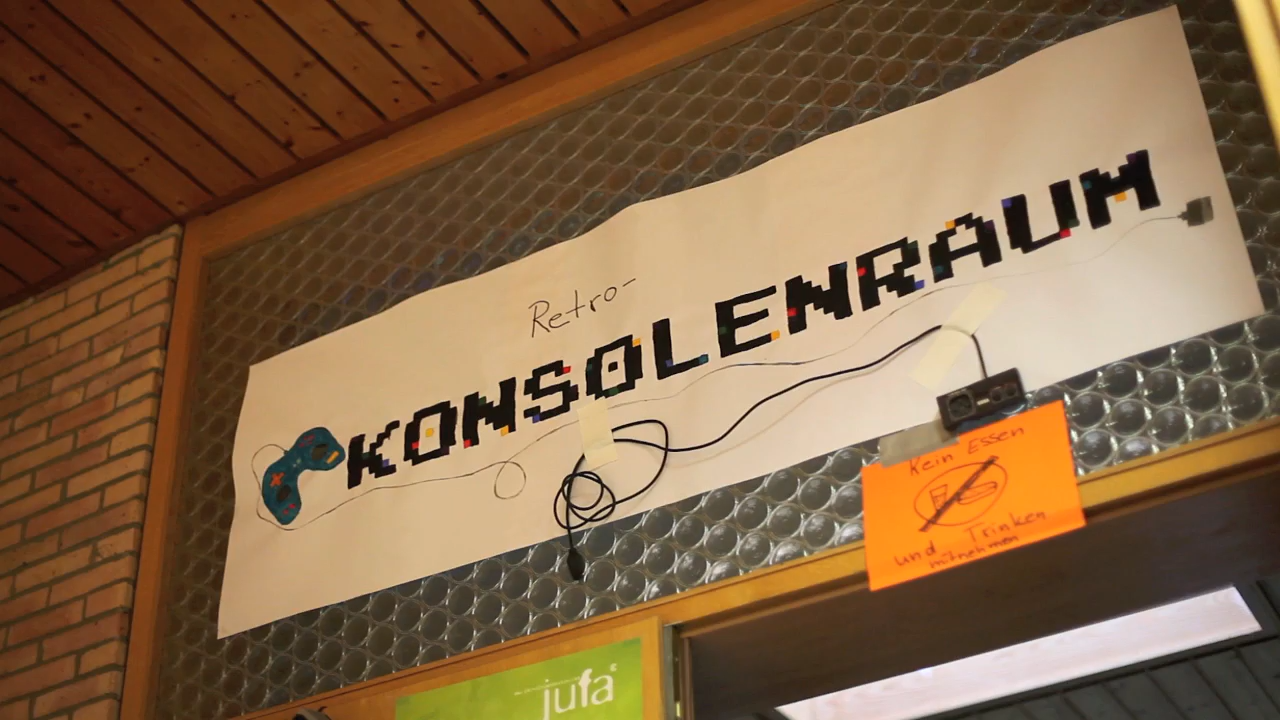 Retro-
KONSOLENRAUM
Kein Essen
und Trinken
mitnehmen
jufa